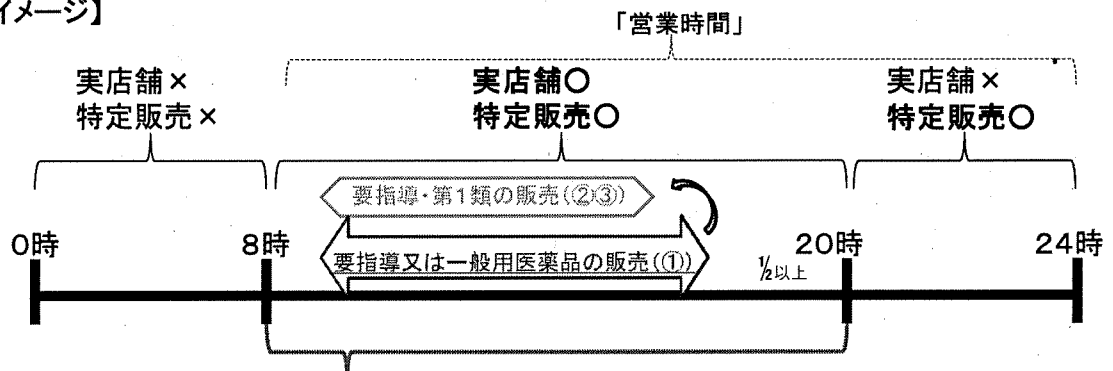 イメージ】
「営業時間」
実店舗×
特定販売×
実店舗○
特定販売○
実店舗×
特定販売○
要指導・第1類の販売(②③)
0時
8時
要指導又は一般用医薬品の販売(①)
1/2以上
20時
24時